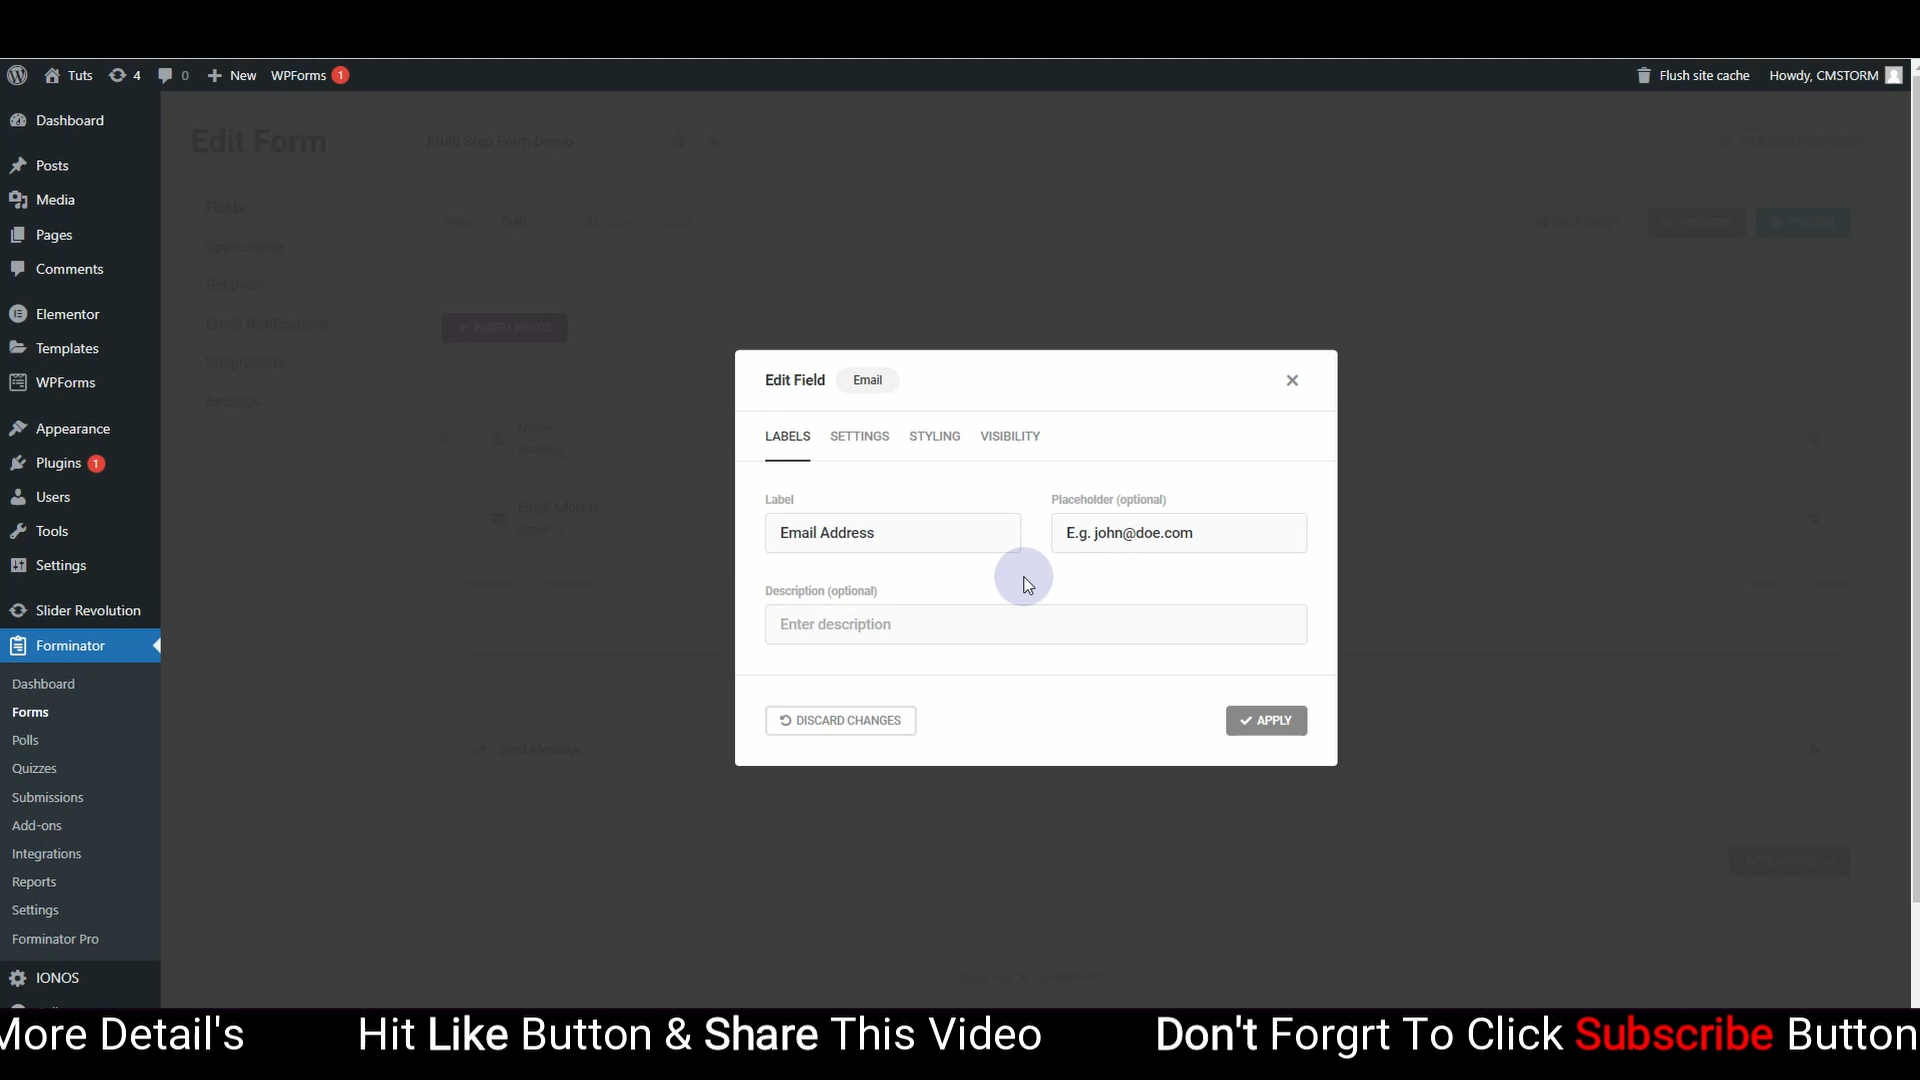 Tuts 4 0 New WPForms 1 Flush site cache Howdy, CMSTORM
Dashboard
Posts
Media
Pages
Comments
Elementor
Templates
WPForms
Appearance
Plugins 1
Users
Tools
Settings
Slider Revolution
Forminator
Dashboard
Forms
Polls
Quizzes
Submissions
Add-ons
Integrations
Reports
Settings
Forminator Pro
IONOS
Edit Form Multi Step Form Demo
Fields
Appearance
Behavior
Email Notifications
Integrations
Settings
Draft
INSERT FIELDS
Email Address
Send Message
Edit Field Email
LABELS SETTINGS STYLING VISIBILITY
Label Placeholder (optional)
Email Address E.g. john@doe.com
Description (optional)
Enter description
DISCARD CHANGES APPLY
More Detail's Hit Like Button & Share This Video Don't Forgrt To Click Subscribe Button